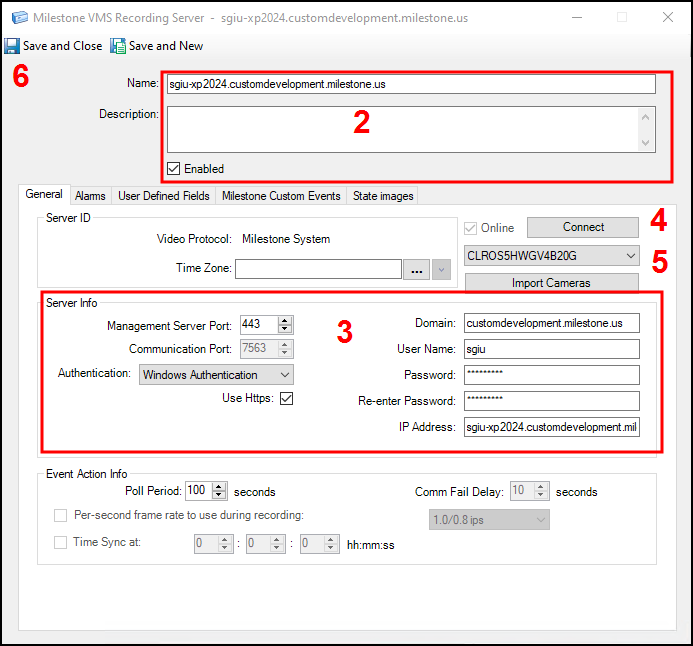 Milestone VMS Recording Server - sgiu-xp2024.customdevelopment.milestone.us
Save and Close Save and New
6
Name: sgiu-xp2024.customdevelopment.milestone.us
Description:
2
Enabled
General Alarms User Defined Fields Milestone Custom Events State images
Server ID
Video Protocol: Milestone System
Time Zone: ...
Online Connect 4
CLROS5HWGV4B20G 5
Import Cameras
Server Info
3
Management Server Port: 443 Domain: customdevelopment.milestone.us
Communication Port: 7563 User Name: sgiu
Authentication: Windows Authentication Password: *********
Use Https: Re-enter Password: *********
IP Address: sgiu-xp2024.customdevelopment.mil
Event Action Info
Poll Period: 100 seconds Comm Fail Delay: 10 seconds
Per-second frame rate to use during recording: 1.0/0.8 ips
Time Sync at: 0 : 0 : 0 hh:mm:ss